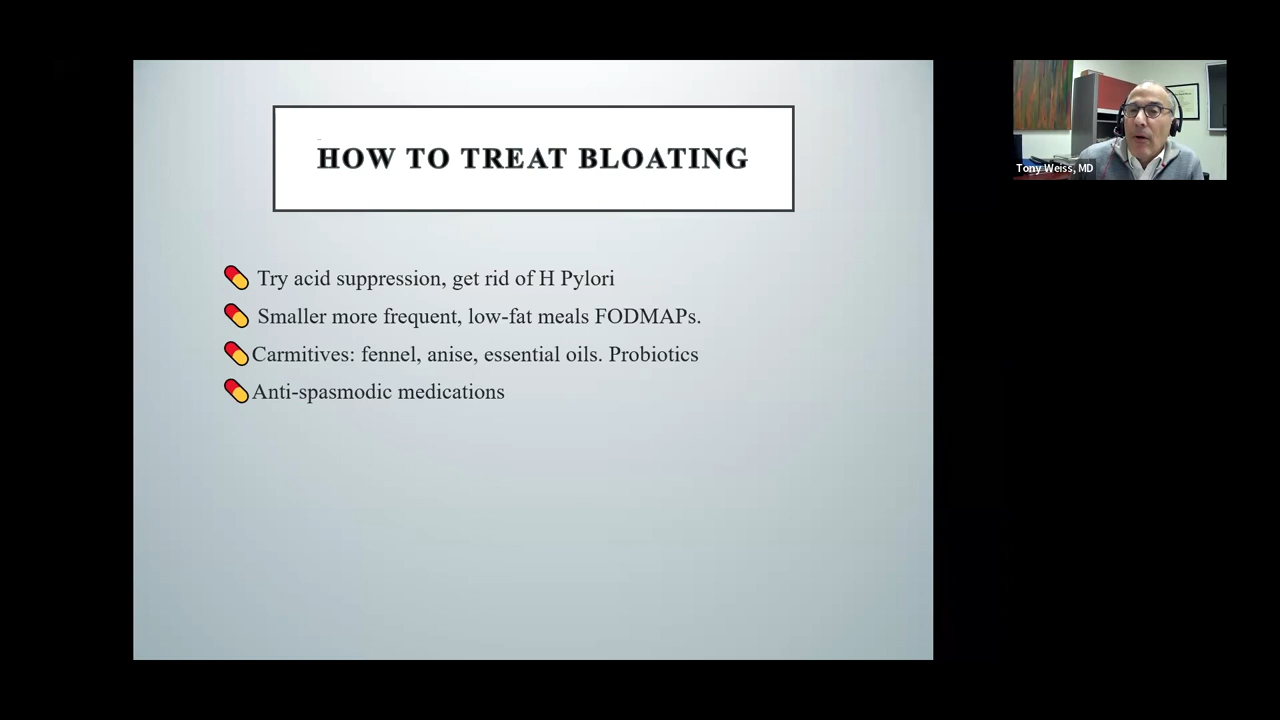 HOW TO TREAT BLOATING
Try acid suppression, get rid of H Pylori
Smaller more frequent, low-fat meals FODMAPs.
Carmitives: fennel, anise, essential oils. Probiotics
Anti-spasmodic medications
Tony Weiss, MD